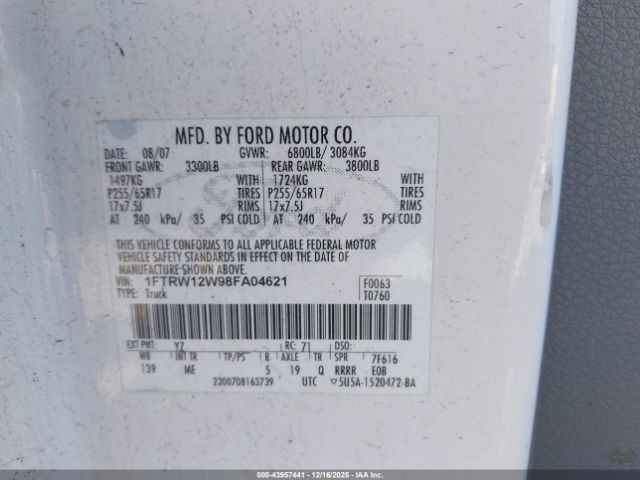 MFD. BY FORD MOTOR CO.
DATE: 08/07 GVWR: 6800LB/ 3084KG
FRONT GAWR: 3300LB REAR GAWR: 3800LB
1497KG WITH 1724KG WITH
P255/65R17 TIRES P255/65R17 TIRES
17x7.5J RIMS 17x7.5J RIMS
AT 240 kPa/ 35 PSI COLD AT 240 kPa/ 35 PSI COLD
THIS VEHICLE CONFORMS TO ALL APPLICABLE FEDERAL MOTOR
VEHICLE SAFETY STANDARDS IN EFFECT ON THE DATE OF
MANUFACTURE SHOWN ABOVE.
VIN: 1FTRW12W98FA04621 F0063
TYPE: Truck T0760
EXT PNT: YZ RC: 71 DSO:
WB INT TR TP/PS R AXLE TR SPR 7F616
139 ME 5 19 Q RRRR EOB
2200708163739 UTC ▽5U5A-1520472-BA
000-43957441 - 12/16/2025 - COPART